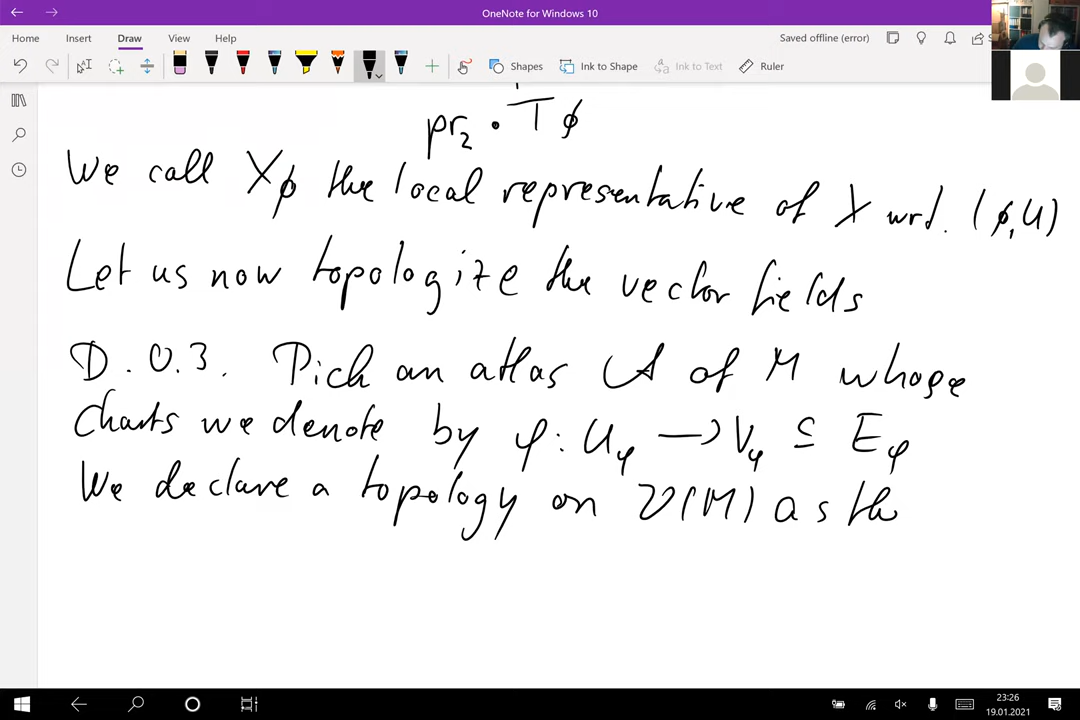 OneNote for Windows 10
Home Insert Draw View Help
Saved offline (error)
Shapes Ink to Shape Ink to Text Ruler
pr₂ ∘ Tϕ
We call X_ϕ the local representative of X wrt. (ϕ,U)
Let us now topologize the vector fields
D.0.3. Pick an atlas A of M whose
Charts we denote by φ: U_φ → V_φ ⊆ E_φ
We declare a topology on V(M) as the
23:26
19.01.2021